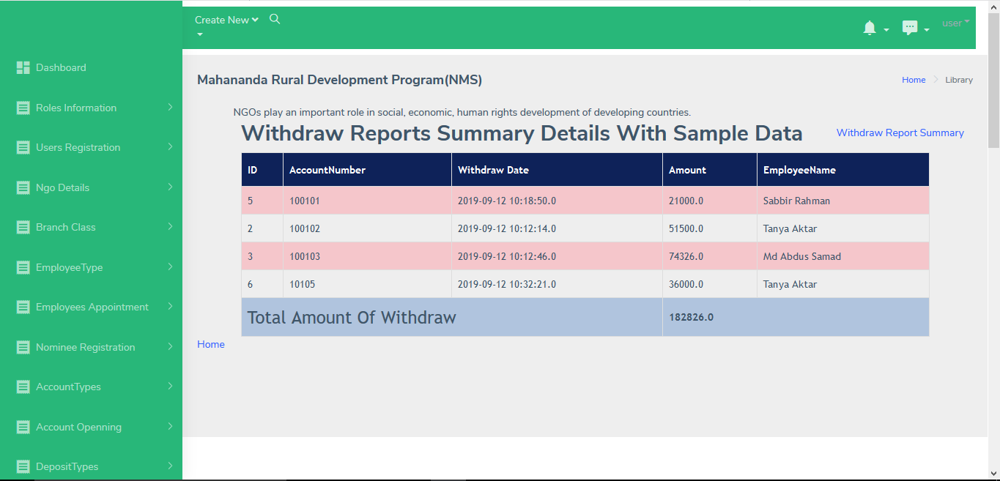 Create New
user
Dashboard
Roles Information
Users Registration
Ngo Details
Branch Class
EmployeeType
Employees Appointment
Nominee Registration
AccountTypes
Account Openning
DepositTypes
Mahananda Rural Development Program(NMS)
Home Library
NGOs play an important role in social, economic, human rights development of developing countries.
Withdraw Reports Summary Details With Sample Data
Withdraw Report Summary
ID AccountNumber Withdraw Date Amount EmployeeName
5 100101 2019-09-12 10:18:50.0 21000.0 Sabbir Rahman
2 100102 2019-09-12 10:12:14.0 51500.0 Tanya Aktar
3 100103 2019-09-12 10:12:46.0 74326.0 Md Abdus Samad
6 10105 2019-09-12 10:32:21.0 36000.0 Tanya Aktar
Total Amount Of Withdraw 182826.0
Home